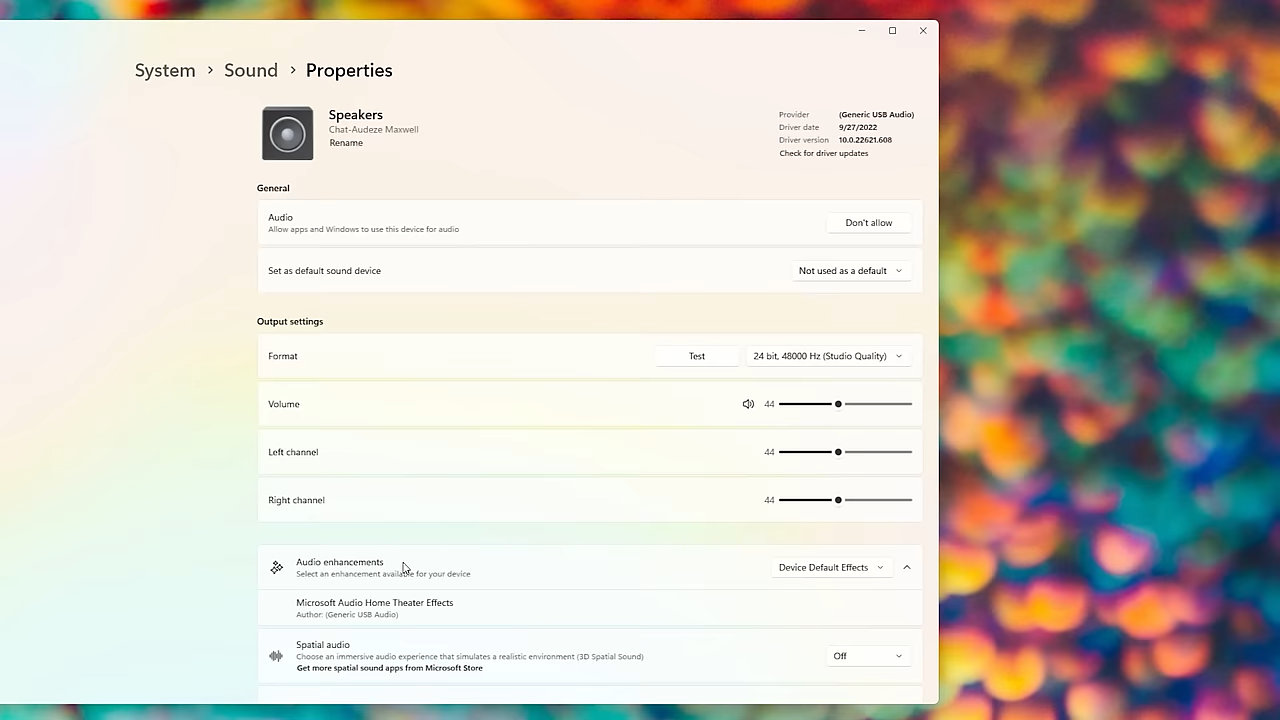 System > Sound > Properties
Speakers
Chat-Audeze Maxwell
Rename
Provider (Generic USB Audio)
Driver date 9/27/2022
Driver version 10.0.22621.608
Check for driver updates
General
Audio
Allow apps and Windows to use this device for audio
Don't allow
Set as default sound device
Not used as a default
Output settings
Format
Test
24 bit, 48000 Hz (Studio Quality)
Volume
44
Left channel
44
Right channel
44
Audio enhancements
Select an enhancement available for your device
Device Default Effects
Microsoft Audio Home Theater Effects
Author: (Generic USB Audio)
Spatial audio
Choose an immersive audio experience that simulates a realistic environment (3D Spatial Sound)
Get more spatial sound apps from Microsoft Store
Off